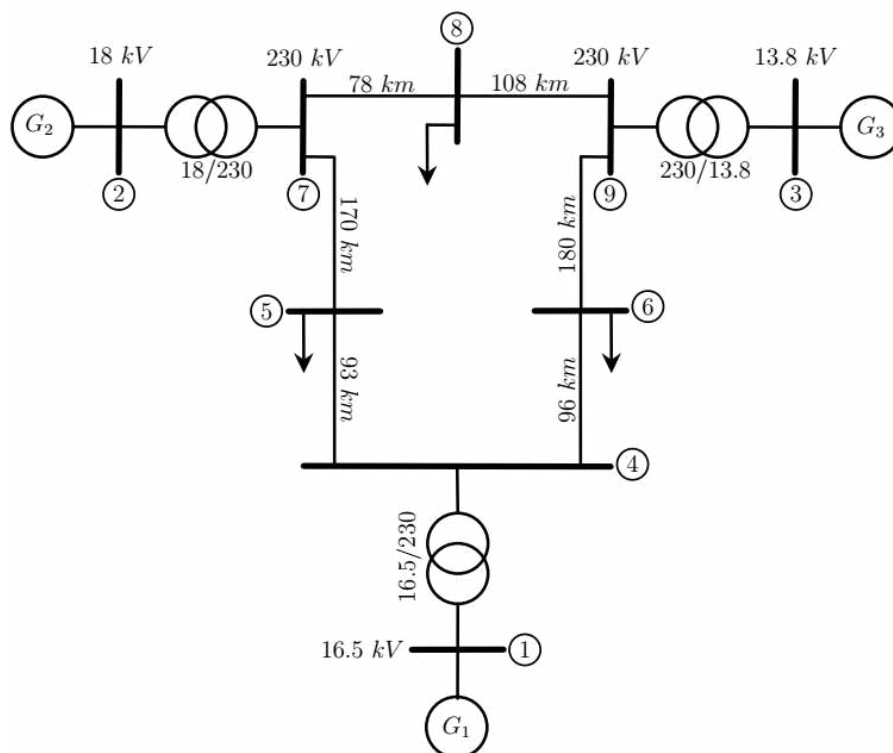 8
18 kV
230 kV
78 km
108 km
230 kV
13.8 kV
G2
18/230
230/13.8
G3
2
7
9
3
170 km
180 km
5
6
93 km
96 km
4
16.5/230
16.5 kV
1
G1